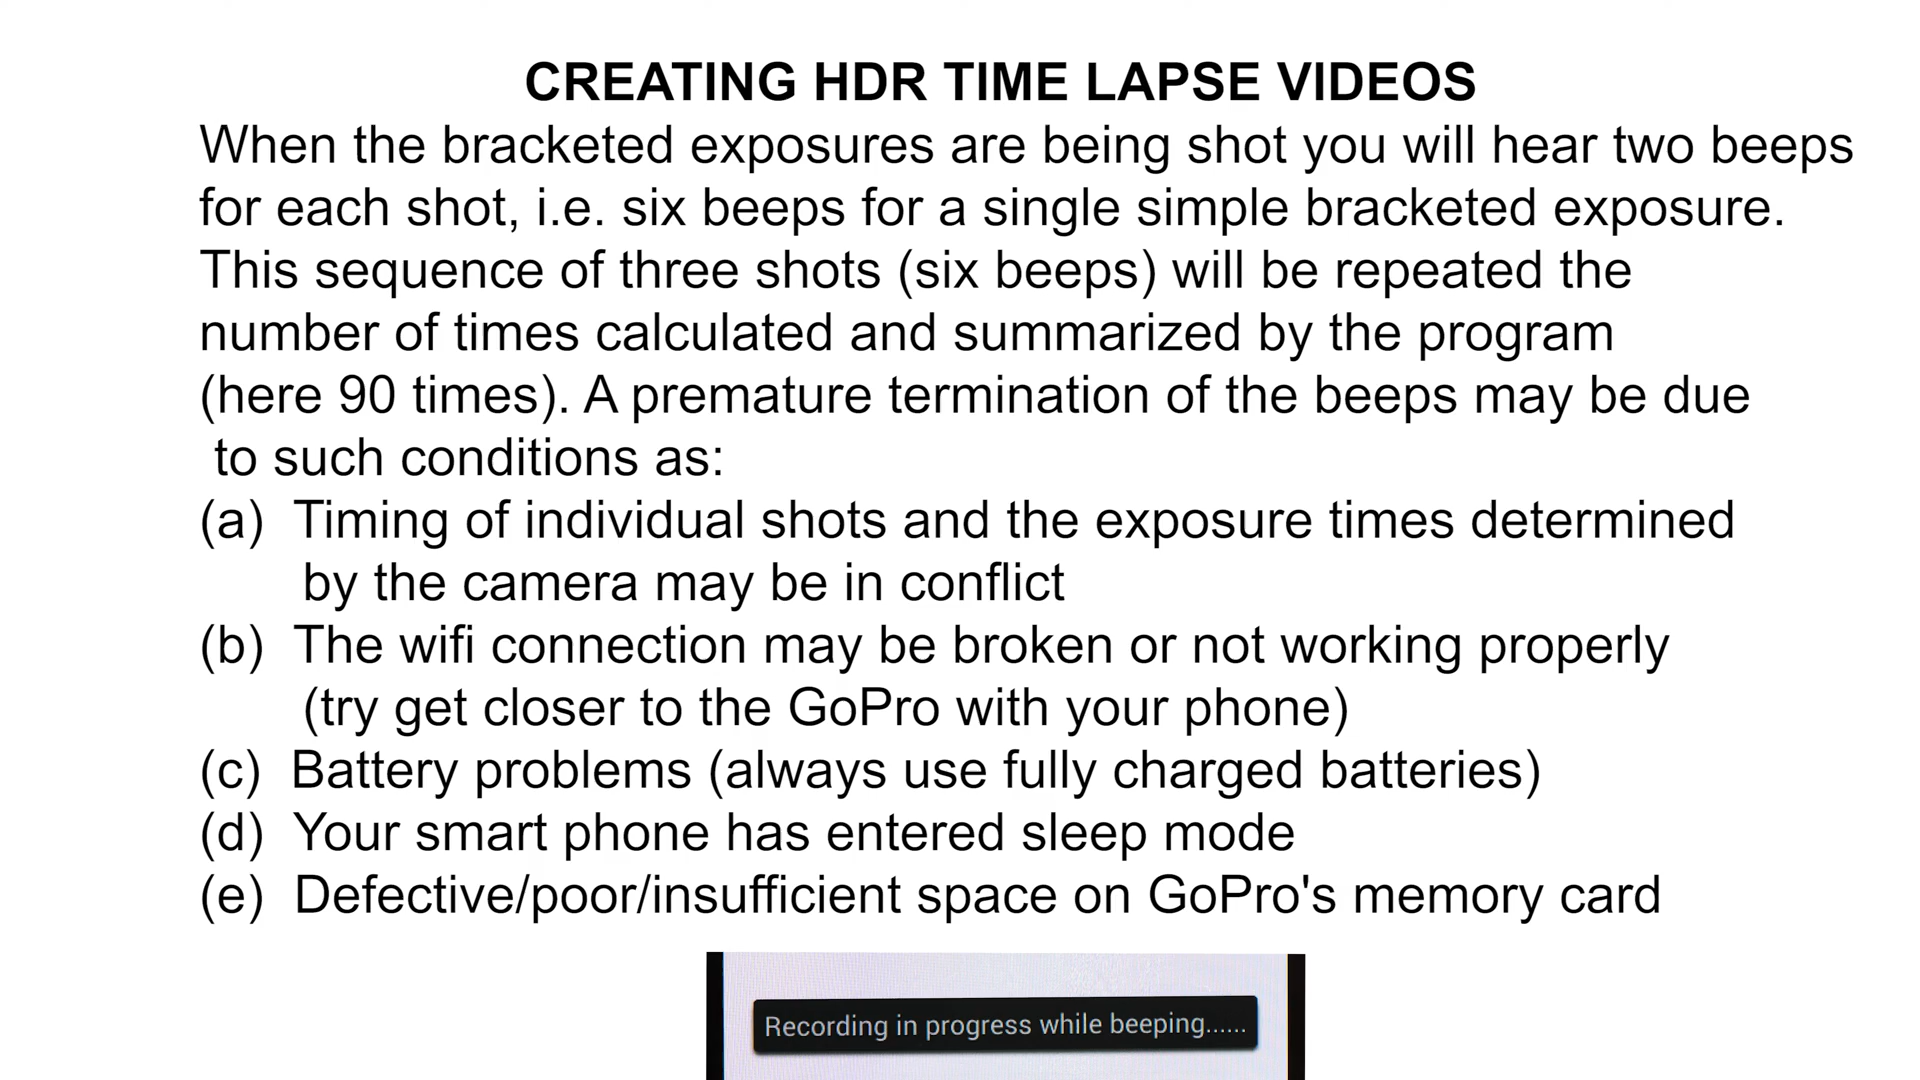 CREATING HDR TIME LAPSE VIDEOS
When the bracketed exposures are being shot you will hear two beeps
for each shot, i.e. six beeps for a single simple bracketed exposure.
This sequence of three shots (six beeps) will be repeated the
number of times calculated and summarized by the program
(here 90 times). A premature termination of the beeps may be due
to such conditions as:
(a) Timing of individual shots and the exposure times determined
by the camera may be in conflict
(b) The wifi connection may be broken or not working properly
(try get closer to the GoPro with your phone)
(c) Battery problems (always use fully charged batteries)
(d) Your smart phone has entered sleep mode
(e) Defective/poor/insufficient space on GoPro's memory card
Recording in progress while beeping......